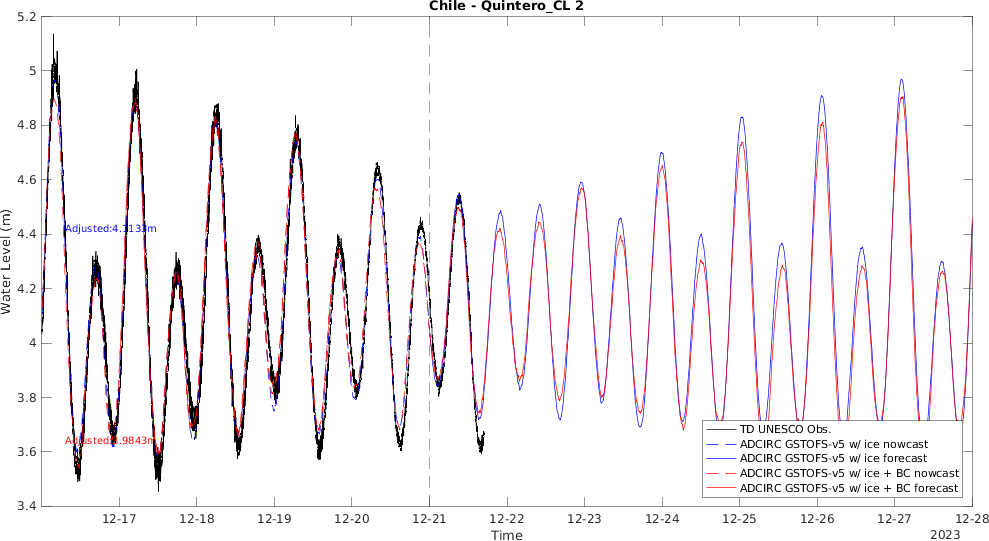 Chile - Quintero_CL 2
Water Level (m)
5.2
5
4.8
4.6
4.4
4.2
4
3.8
3.6
3.4
Adjusted:4.1133m
Adjusted:3.9843m
TD UNESCO Obs.
ADCIRC GSTOFS-v5 w/ ice nowcast
ADCIRC GSTOFS-v5 w/ ice forecast
ADCIRC GSTOFS-v5 w/ ice + BC nowcast
ADCIRC GSTOFS-v5 w/ ice + BC forecast
12-17 12-18 12-19 12-20 12-21 12-22 12-23 12-24 12-25 12-26 12-27 12-28
Time
2023